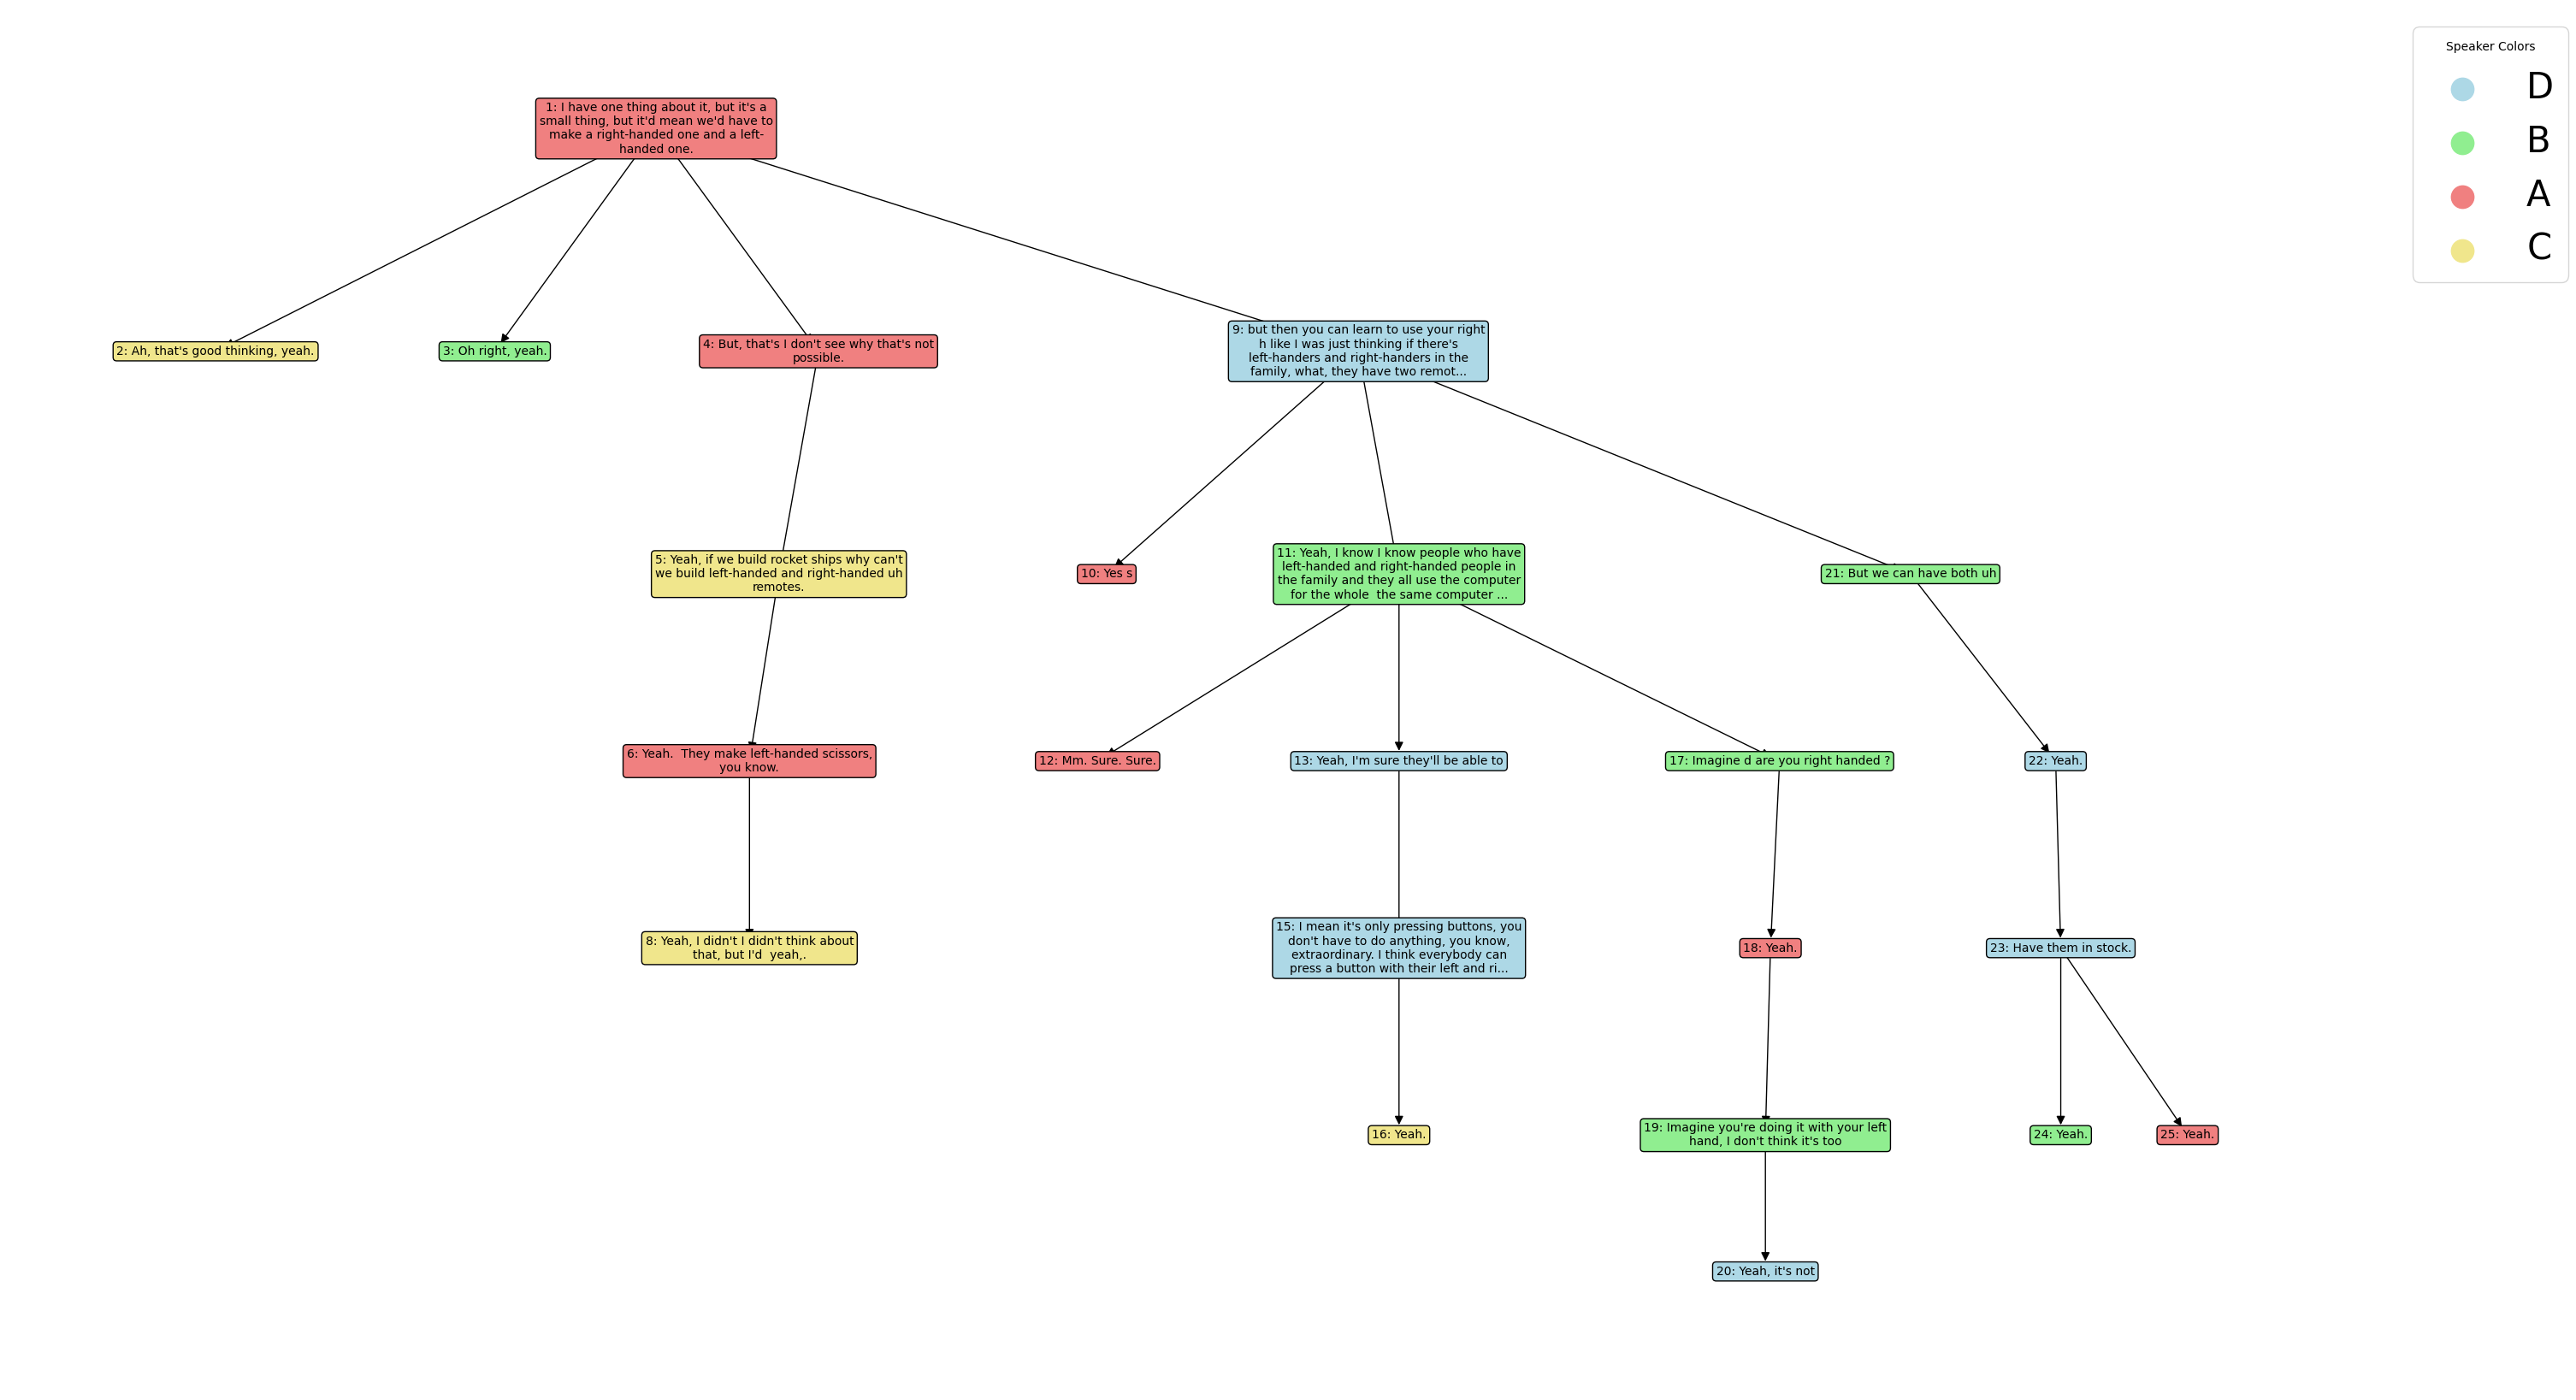 Speaker Colors
D
B
A
C
1: I have one thing about it, but it's a
small thing, but it'd mean we'd have to
make a right-handed one and a left-
handed one.
2: Ah, that's good thinking, yeah.
3: Oh right, yeah.
4: But, that's I don't see why that's not
possible.
9: but then you can learn to use your right
h like I was just thinking if there's
left-handers and right-handers in the
family, what, they have two remot...
5: Yeah, if we build rocket ships why can't
we build left-handed and right-handed uh
remotes.
10: Yes s
11: Yeah, I know I know people who have
left-handed and right-handed people in
the family and they all use the computer
for the whole  the same computer ...
21: But we can have both uh
6: Yeah.  They make left-handed scissors,
you know.
12: Mm. Sure. Sure.
13: Yeah, I'm sure they'll be able to
17: Imagine d are you right handed ?
22: Yeah.
8: Yeah, I didn't I didn't think about
that, but I'd  yeah,.
15: I mean it's only pressing buttons, you
don't have to do anything, you know,
extraordinary. I think everybody can
press a button with their left and ri...
18: Yeah.
23: Have them in stock.
16: Yeah.
19: Imagine you're doing it with your left
hand, I don't think it's too
24: Yeah.
25: Yeah.
20: Yeah, it's not